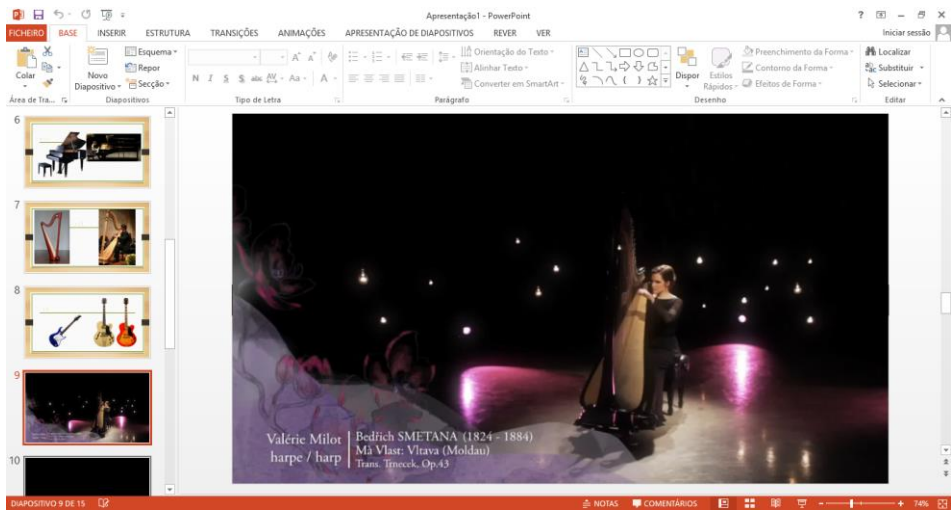 Apresentação1 - PowerPoint
FICHEIRO BASE INSERIR ESTRUTURA TRANSIÇÕES ANIMAÇÕES APRESENTAÇÃO DE DIAPOSITIVOS REVER VER Iniciar sessão
Colar
Novo
Diapositivo
Esquema
Repor
Secção
N I S S abc AV Aa A
Orientação do Texto
Alinhar Texto
Converter em SmartArt
Dispor
Estilos
Rápidos
Preenchimento da Forma
Contorno da Forma
Efeitos de Forma
Localizar
Substituir
Selecionar
Área de Tra... Diapositivos Tipo de Letra Parágrafo Desenho Editar
6
7
8
9
10
Valérie Milot
harpe / harp
Bedřich SMETANA (1824 - 1884)
Má Vlast: Vltava (Moldau)
Trans. Trnecek, Op.43
DIAPOSITIVO 9 DE 15 NOTAS COMENTÁRIOS 74%